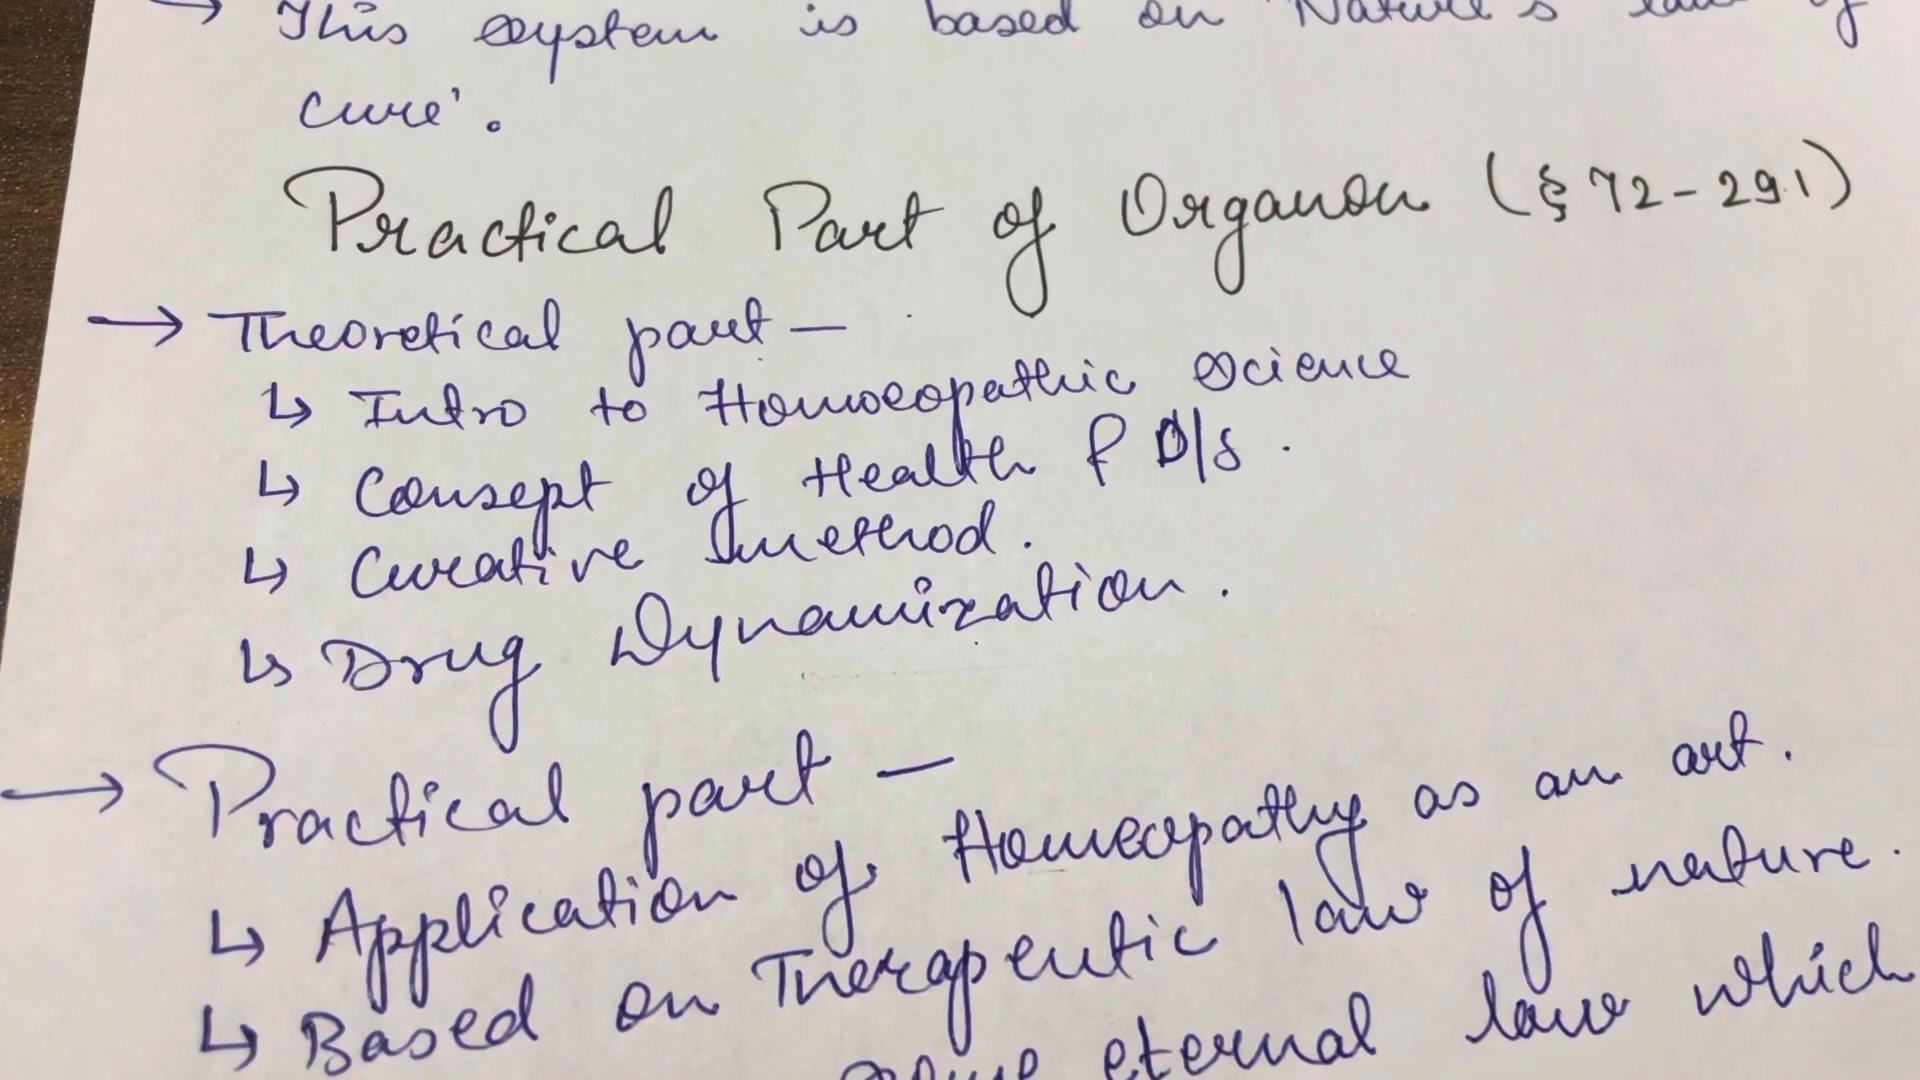 → This system is based on 'Nature's law of
cure'.
Practical Part of Organon (§ 72-291)
→ Theoretical part —
↳ Intro to Homoeopathic science
↳ Consept of Health & D/s.
↳ Curative method.
↳ Drug Dynamization.
→ Practical part —
↳ Application of Homeopathy as an art.
↳ Based on Therapeutic law of nature.
eternal law which